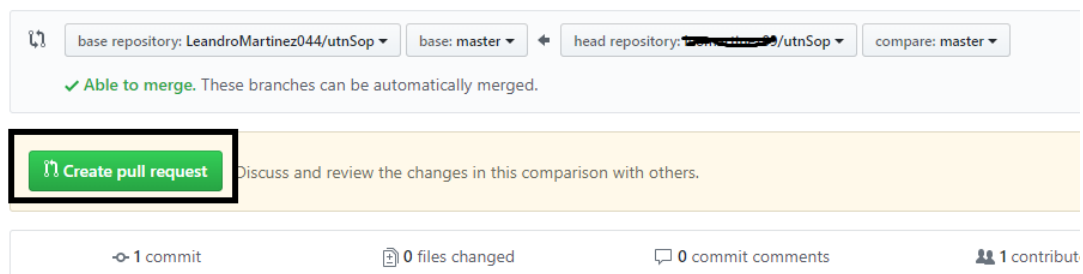 base repository: LeandroMartinez044/utnSop base: master head repository: /utnSop compare: master
Able to merge. These branches can be automatically merged.
Create pull request Discuss and review the changes in this comparison with others.
1 commit 0 files changed 0 commit comments 1 contribut